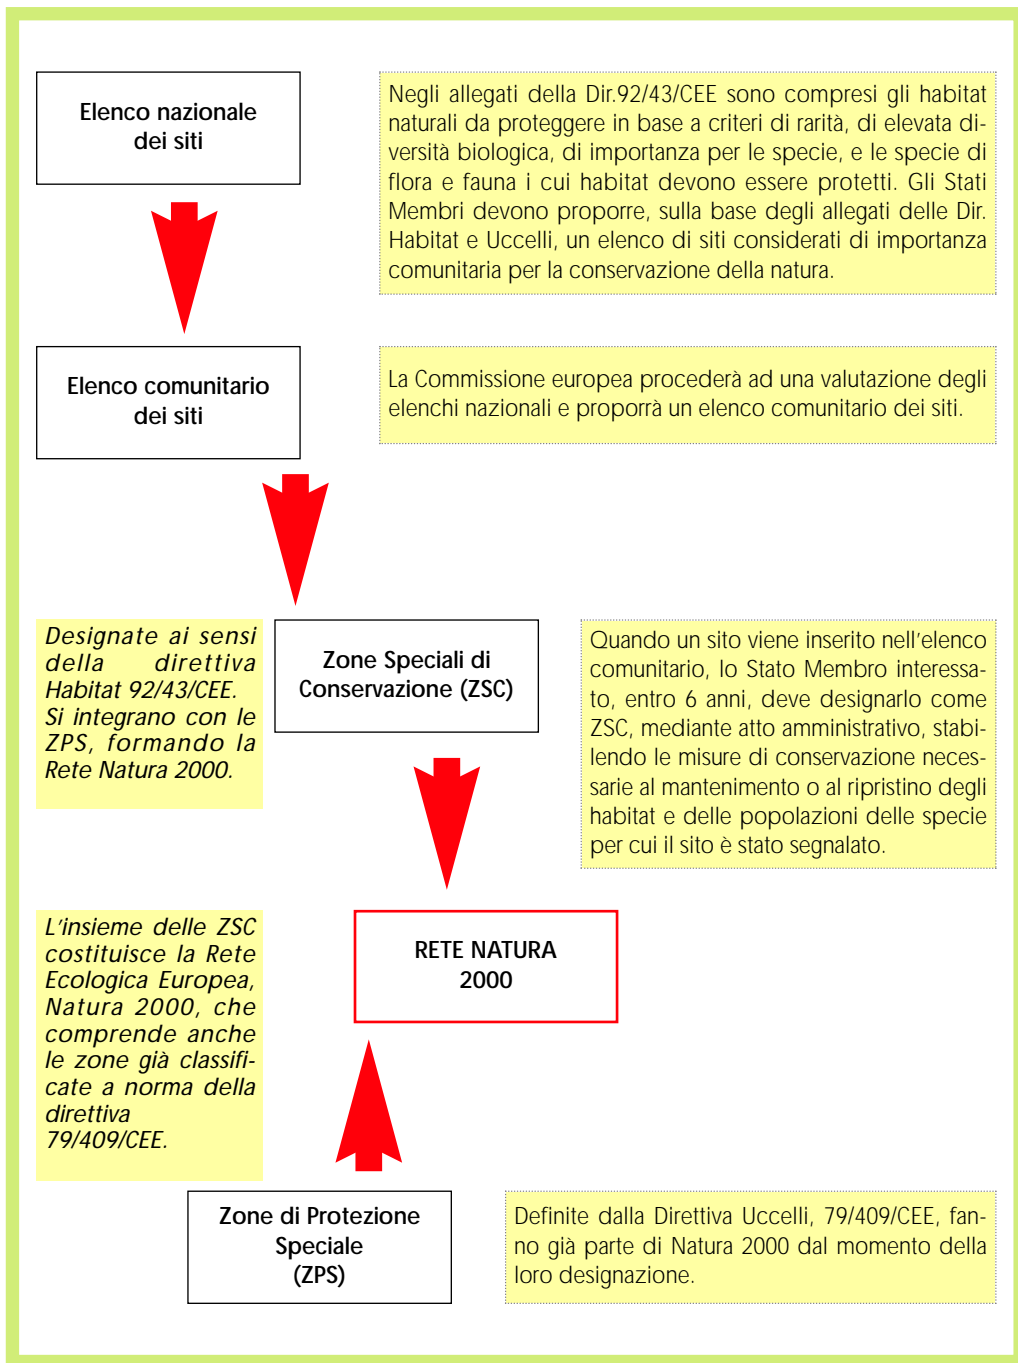 Elenco nazionale
dei siti
Negli allegati della Dir.92/43/CEE sono compresi gli habitat
naturali da proteggere in base a criteri di rarità, di elevata di-
versità biologica, di importanza per le specie, e le specie di
flora e fauna i cui habitat devono essere protetti. Gli Stati
Membri devono proporre, sulla base degli allegati delle Dir.
Habitat e Uccelli, un elenco di siti considerati di importanza
comunitaria per la conservazione della natura.
Elenco comunitario
dei siti
La Commissione europea procederà ad una valutazione degli
elenchi nazionali e proporrà un elenco comunitario dei siti.
Designate ai sensi
della direttiva
Habitat 92/43/CEE.
Si integrano con le
ZPS, formando la
Rete Natura 2000.
Zone Speciali di
Conservazione (ZSC)
Quando un sito viene inserito nell'elenco
comunitario, lo Stato Membro interessa-
to, entro 6 anni, deve designarlo come
ZSC, mediante atto amministrativo, stabi-
lendo le misure di conservazione neces-
sarie al mantenimento o al ripristino degli
habitat e delle popolazioni delle specie
per cui il sito è stato segnalato.
L'insieme delle ZSC
costituisce la Rete
Ecologica Europea,
Natura 2000, che
comprende anche
le zone già classifi-
cate a norma della
direttiva
79/409/CEE.
RETE NATURA
2000
Zone di Protezione
Speciale
(ZPS)
Definite dalla Direttiva Uccelli, 79/409/CEE, fan-
no già parte di Natura 2000 dal momento della
loro designazione.